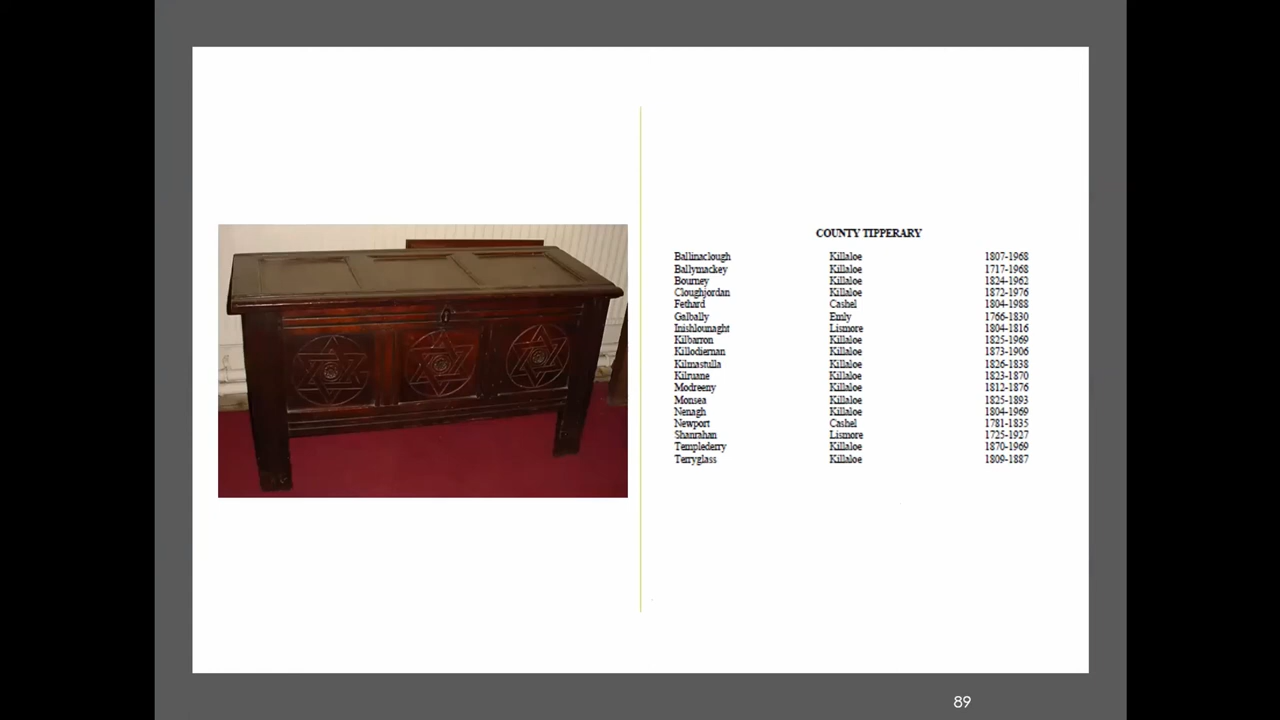 COUNTY TIPPERARY
Ballinaclough Killaloe 1807-1968
Ballymackey Killaloe 1717-1968
Bourney Killaloe 1824-1962
Cloughjordan Killaloe 1872-1976
Fethard Cashel 1804-1988
Galbally Emly 1766-1830
Inishlounaght Lismore 1804-1816
Kilbarron Killaloe 1825-1969
Killodiernan Killaloe 1873-1906
Kilmastulla Killaloe 1826-1838
Kilruane Killaloe 1823-1870
Modreeny Killaloe 1812-1876
Monsea Killaloe 1825-1893
Nenagh Killaloe 1804-1969
Newport Cashel 1781-1835
Shanrahan Lismore 1725-1927
Templederry Killaloe 1870-1969
Terryglass Killaloe 1809-1887
89